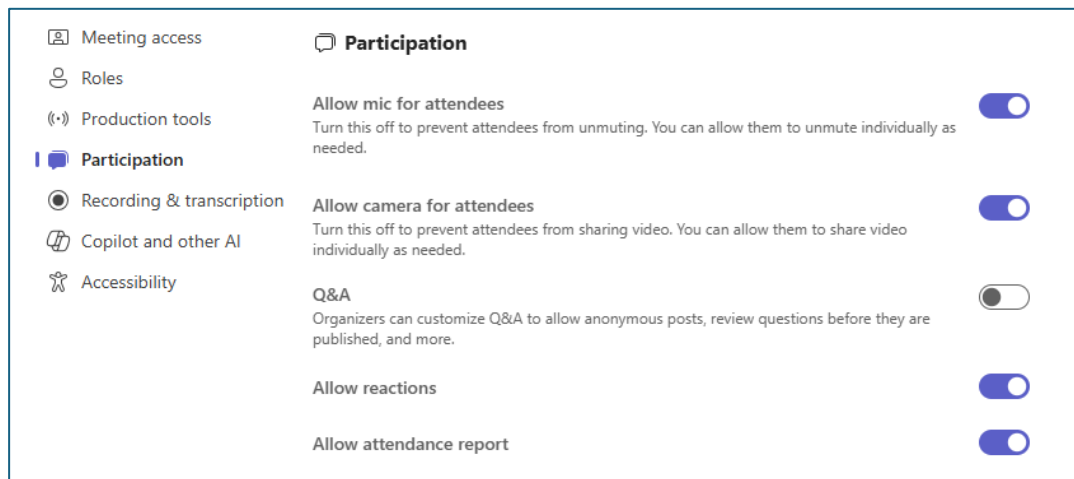 Meeting access
Roles
Production tools
Participation
Recording & transcription
Copilot and other AI
Accessibility
Participation
Allow mic for attendees
Turn this off to prevent attendees from unmuting. You can allow them to unmute individually as
needed.
Allow camera for attendees
Turn this off to prevent attendees from sharing video. You can allow them to share video
individually as needed.
Q&A
Organizers can customize Q&A to allow anonymous posts, review questions before they are
published, and more.
Allow reactions
Allow attendance report